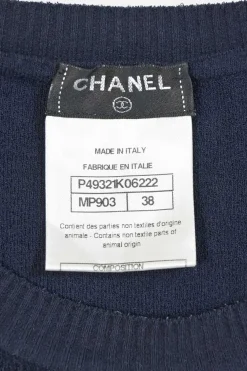 CHANEL
MADE IN ITALY
FABRIQUE EN ITALIE
P49321K06222
MP903 38
Contient des parties non textiles d'origine
animale - Contains non textile parts of
animal origin
COMPOSITION